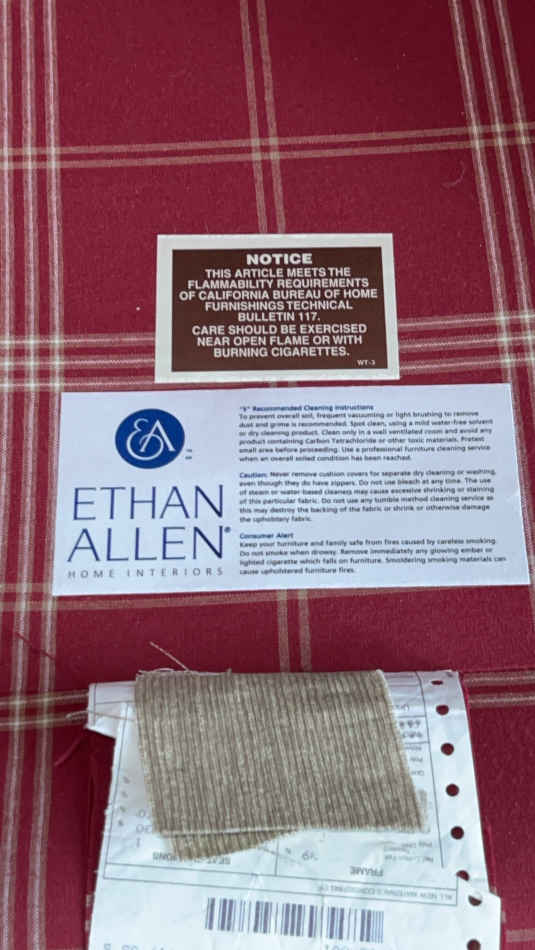 NOTICE
THIS ARTICLE MEETS THE
FLAMMABILITY REQUIREMENTS
OF CALIFORNIA BUREAU OF HOME
FURNISHINGS TECHNICAL
BULLETIN 117.
CARE SHOULD BE EXERCISED
NEAR OPEN FLAME OR WITH
BURNING CIGARETTES.
WT-3
EA
ETHAN
ALLEN®
HOME INTERIORS
"S" Recommended Cleaning Instructions
To prevent overall soil, frequent vacuuming or light brushing to remove
dust and grime is recommended. Spot clean, using a mild water-free solvent
or dry cleaning product. Clean only in a well ventilated room and avoid any
product containing Carbon Tetrachloride or other toxic materials. Pretest
small area before proceeding. Use a professional furniture cleaning service
when an overall soiled condition has been reached.
Caution: Never remove cushion covers for separate dry cleaning or washing,
even though they do have zippers. Do not use bleach at any time. The use
of steam or water-based cleaners may cause excessive shrinking or staining
of this particular fabric. Do not use any tumble method cleaning service as
this may destroy the backing of the fabric or shrink or otherwise damage
the upholstery fabric.
Consumer Alert
Keep your furniture and family safe from fires caused by careless smoking.
Do not smoke when drowsy. Remove immediately any glowing ember or
lighted cigarette which falls on furniture. Smoldering smoking materials can
cause upholstered furniture fires.
FRAME